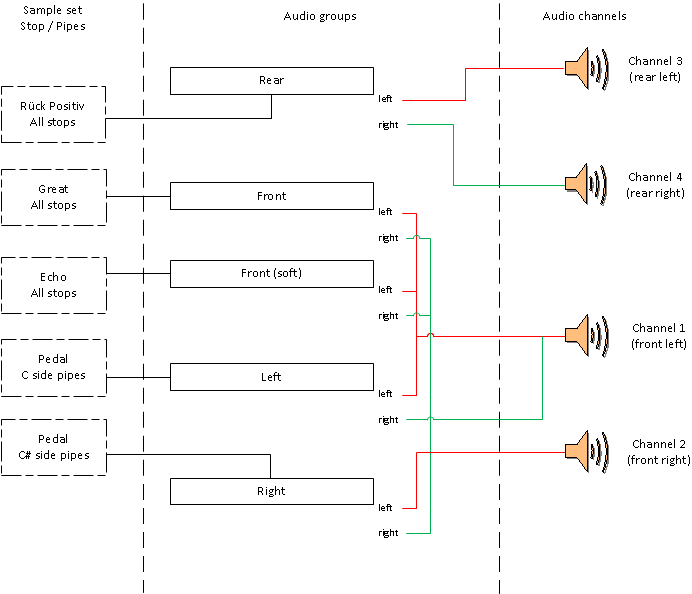 Sample set
Stop / Pipes
Audio groups
Audio channels
Rear
left
right
Rück Positiv
All stops
Channel 3
(rear left)
Great
All stops
Front
left
right
Channel 4
(rear right)
Echo
All stops
Front (soft)
left
right
Channel 1
(front left)
Pedal
C side pipes
Left
left
right
Pedal
C# side pipes
Right
left
right
Channel 2
(front right)